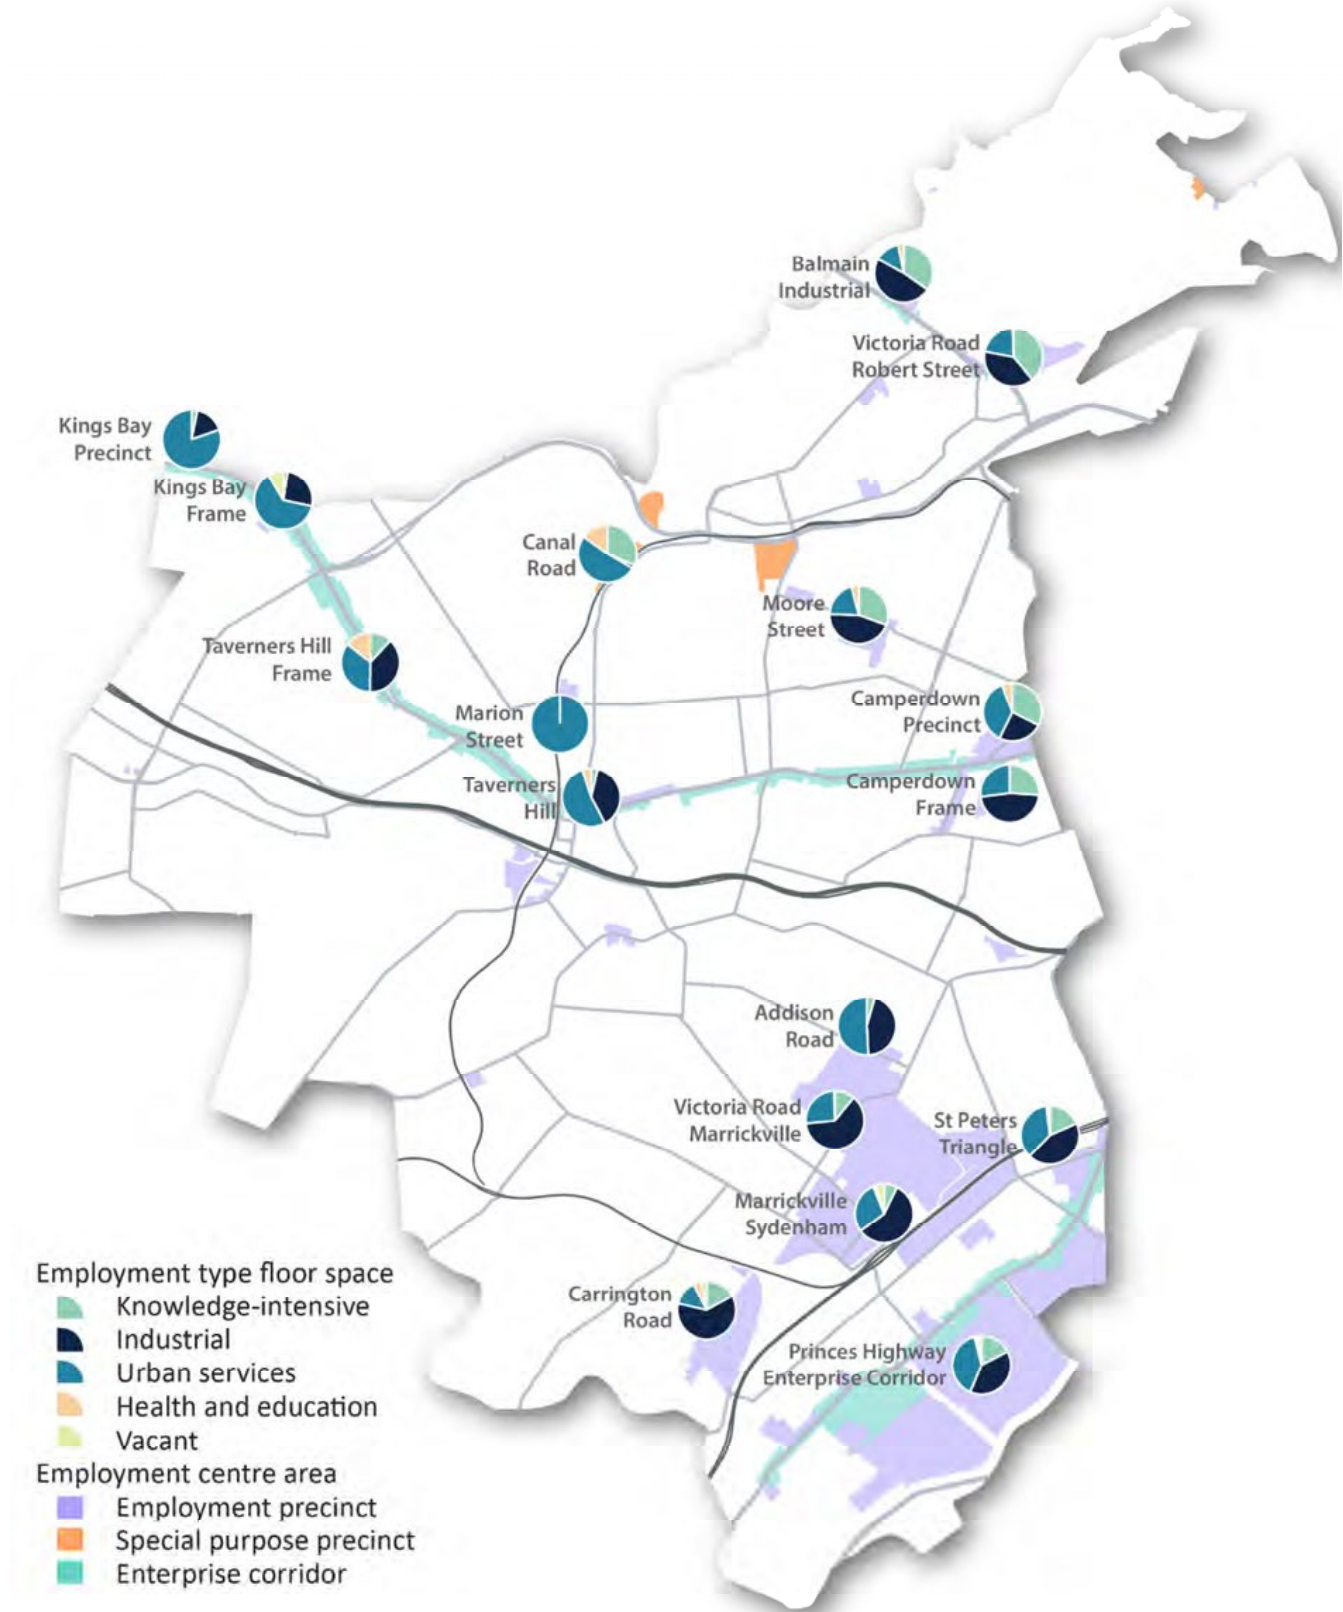 Balmain
Industrial
Victoria Road
Robert Street
Kings Bay
Precinct
Kings Bay
Frame
Canal
Road
Moore
Street
Taverners Hill
Frame
Camperdown
Precinct
Marion
Street
Taverners
Hill
Camperdown
Frame
Addison
Road
Victoria Road
Marrickville
St Peters
Triangle
Marrickville
Sydenham
Carrington
Road
Princes Highway
Enterprise Corridor
Employment type floor space
Knowledge-intensive
Industrial
Urban services
Health and education
Vacant
Employment centre area
Employment precinct
Special purpose precinct
Enterprise corridor